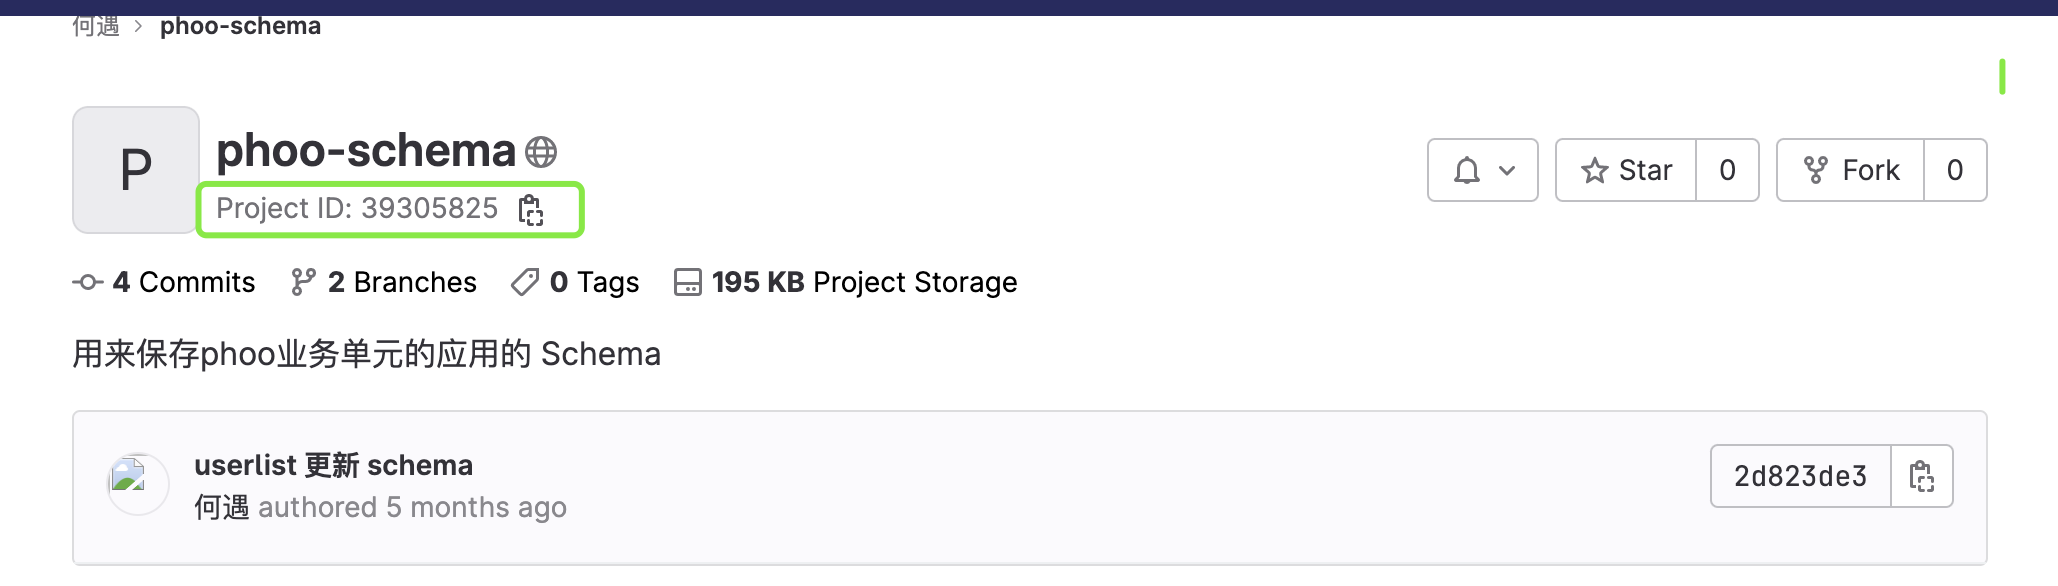 何遇 > phoo-schema
P
phoo-schema
Project ID: 39305825
Star 0
Fork 0
4 Commits 2 Branches 0 Tags 195 KB Project Storage
用来保存phoo业务单元的应用的 Schema
userlist 更新 schema
何遇 authored 5 months ago
2d823de3